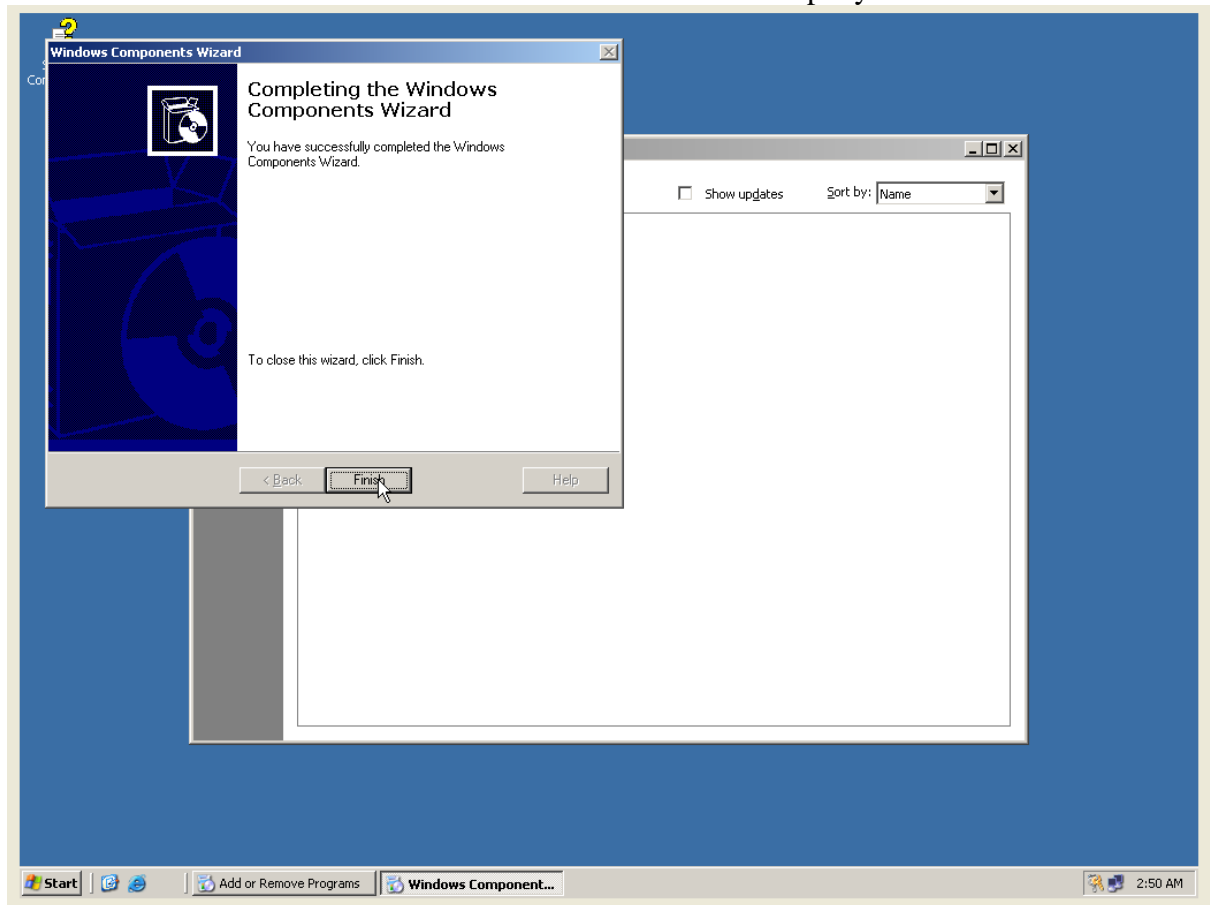 Windows Components Wizard
Completing the Windows
Components Wizard
You have successfully completed the Windows
Components Wizard.
To close this wizard, click Finish.
< Back
Finish
Help
Show updates
Sort by:
Name
Start
Add or Remove Programs
Windows Component...
2:50 AM